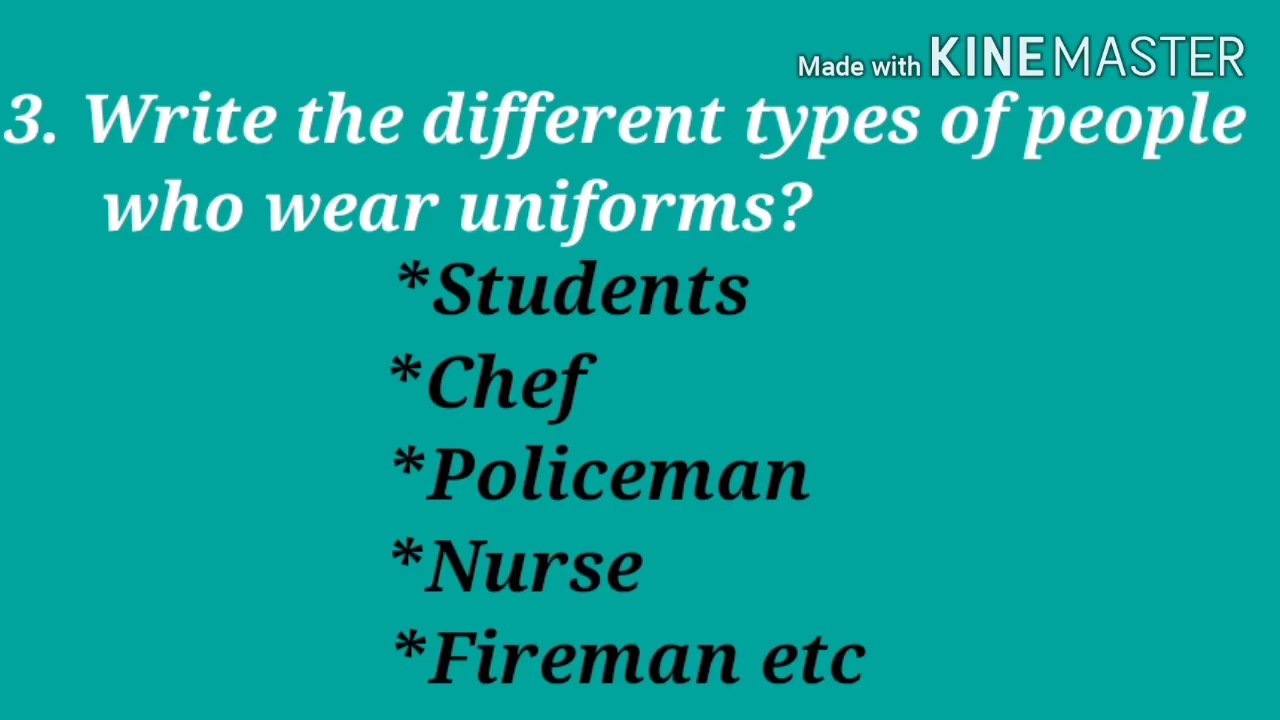 Made with KINEMASTER
3. Write the different types of people
who wear uniforms?
*Students
*Chef
*Policeman
*Nurse
*Fireman etc